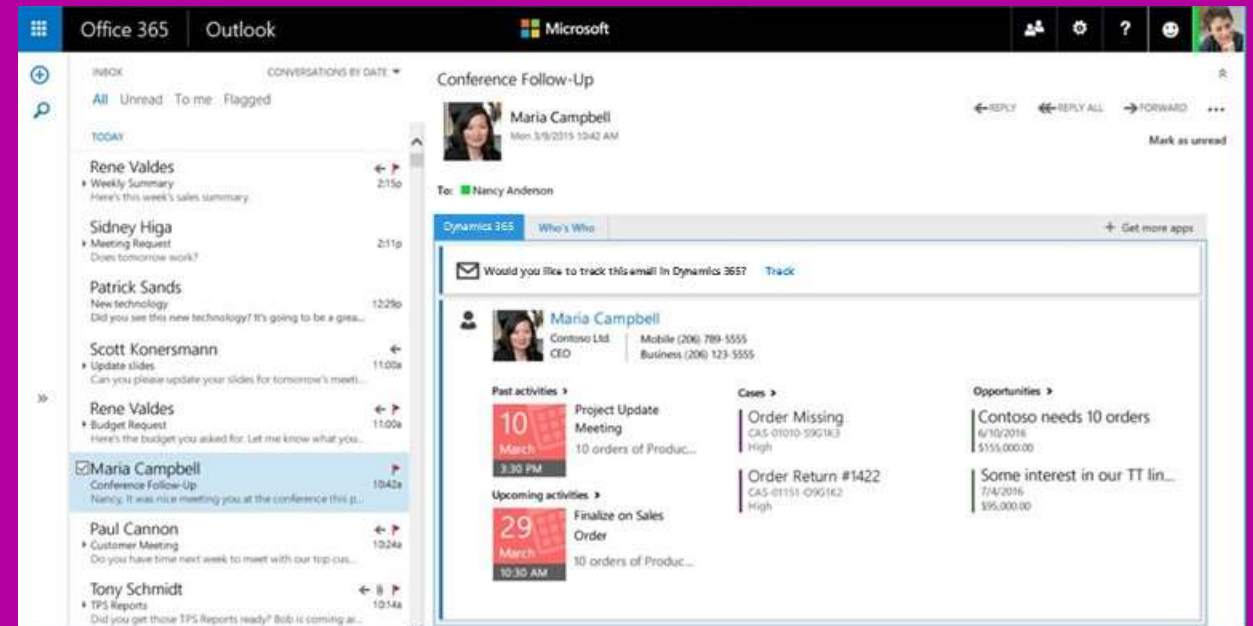 Office 365 Outlook
Microsoft
?
INBOX CONVERSATIONS BY DATE
All Unread To me Flagged
TODAY
Rene Valdes
Weekly Summary 2:15p
Here's this week's sales summary.
Sidney Higa
Meeting Request 2:11p
Does tomorrow work?
Patrick Sands
New technology 12:29p
Did you see this new technology? It's going to be a grea...
Scott Konersmann
Update slides 11:00a
Can you please update your slides for tomorrow's meeti...
Rene Valdes
Budget Request 11:00a
Here's the budget you asked for. Let me know what you...
Maria Campbell
Conference Follow-Up 10:42a
Nancy, It was nice meeting you at the conference this p...
Paul Cannon
Customer Meeting 10:24a
Do you have time next week to meet with our top cus...
Tony Schmidt
TPS Reports 10:14a
Did you get those TPS Reports ready? Bob is coming ar...
Conference Follow-Up
Maria Campbell
Mon 3/9/2015 10:42 AM
REPLY REPLY ALL FORWARD ...
Mark as unread
To: Nancy Anderson
Dynamics 365 Who's Who + Get more apps
Would you like to track this email in Dynamics 365? Track
Maria Campbell
Contoso Ltd. Mobile (206) 789-5555
CEO Business (206) 123-5555
Past activities >
10
March
3:30 PM
Project Update
Meeting
10 orders of Produc...
Upcoming activities >
29
March
10:30 AM
Finalize on Sales
Order
10 orders of Produc...
Cases >
Order Missing
CAS-01010-S9G1K3
High
Order Return #1422
CAS-01151-O9G1K2
High
Opportunities >
Contoso needs 10 orders
6/10/2016
$155,000.00
Some interest in our TT lin...
7/4/2016
$95,000.00